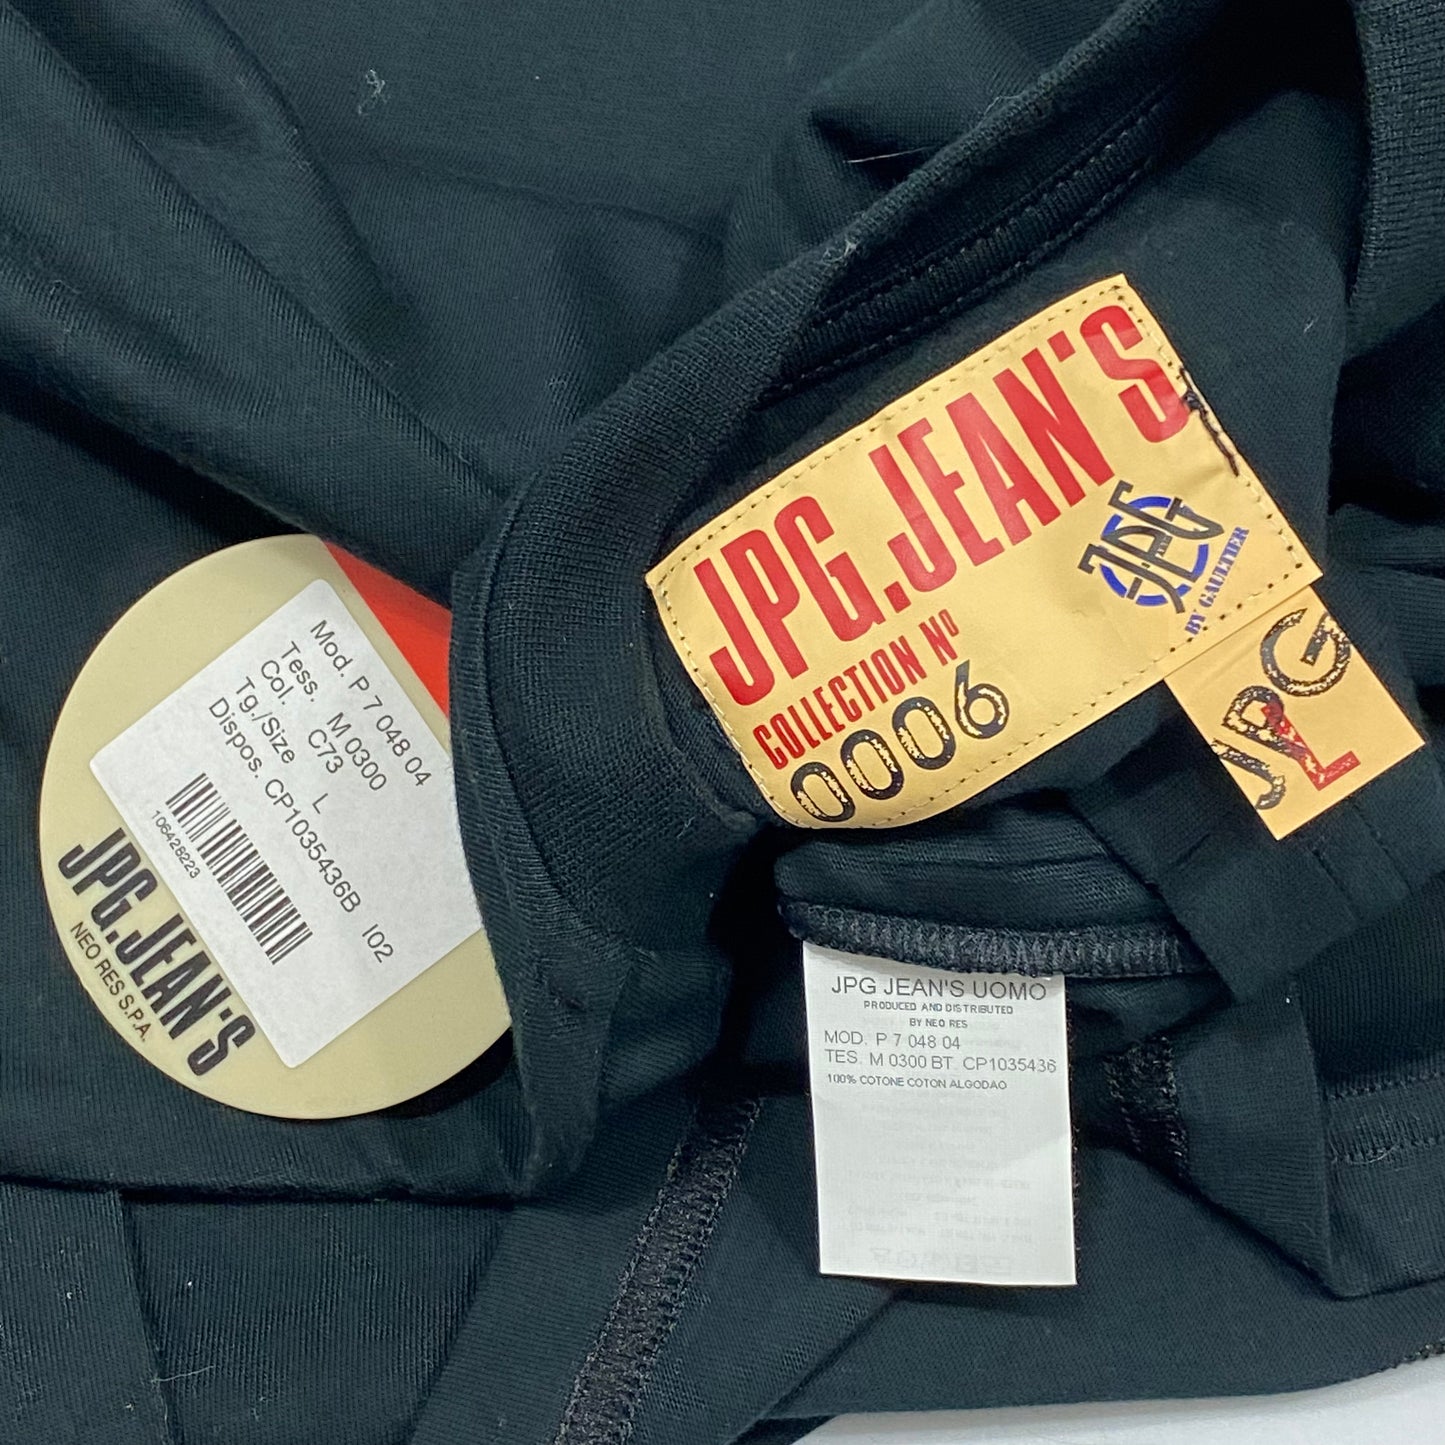 JPG.JEAN'S
COLLECTION Nº
0006
JPG
BY GAULTIER
JPG
L
Mod. P 7 048 04
Tess. M 0300
Col. C73
Tg./Size L
Dispos. CP1035436B I02
106428223
JPG.JEAN'S
NEO RES S.P.A.
JPG JEAN'S UOMO
PRODUCED AND DISTRIBUTED
BY NEO RES
MOD. P 7 048 04
TES. M 0300 BT. CP1035436
100% COTONE COTON ALGODAO